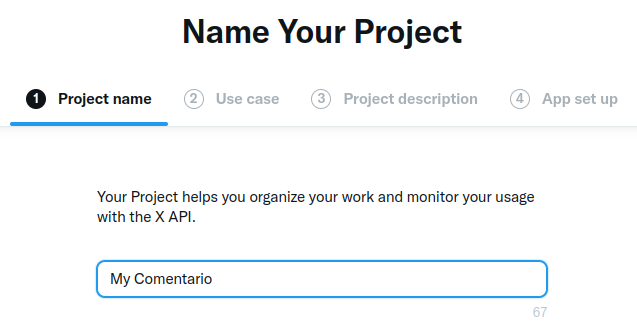 Name Your Project
1 Project name 2 Use case 3 Project description 4 App set up
Your Project helps you organize your work and monitor your usage
with the X API.
My Comentario
67